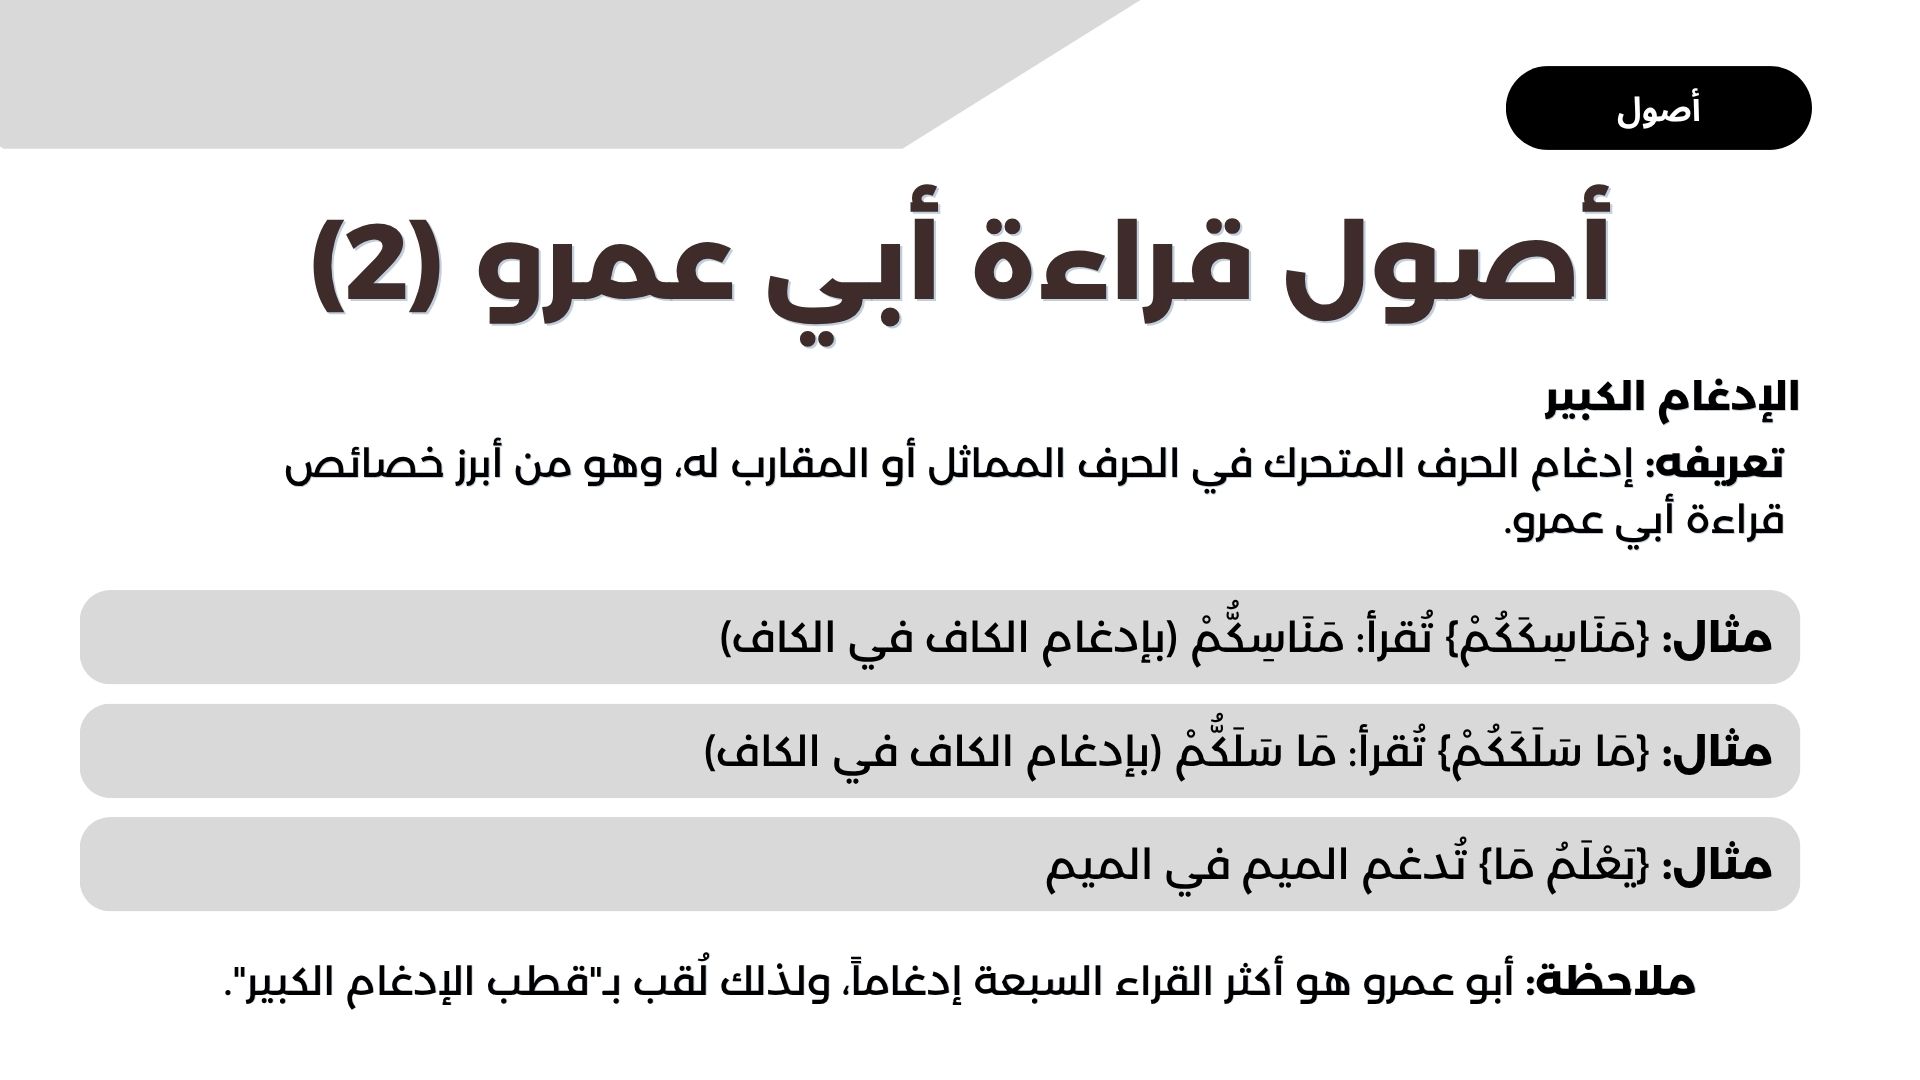 أصول
أصول قراءة أبي عمرو (2)
الإدغام الكبير
تعريفه: إدغام الحرف المتحرك في الحرف المماثل أو المقارب له، وهو من أبرز خصائص
قراءة أبي عمرو.
مثال: {مَنَاسِكَكُمْ} تُقرأ: مَنَاسِكُّمْ (بإدغام الكاف في الكاف)
مثال: {مَا سَلَكَكُمْ} تُقرأ: مَا سَلَكُّمْ (بإدغام الكاف في الكاف)
مثال: {يَعْلَمُ مَا} تُدغم الميم في الميم
ملاحظة: أبو عمرو هو أكثر القراء السبعة إدغاماً، ولذلك لُقب بـ"قطب الإدغام الكبير".